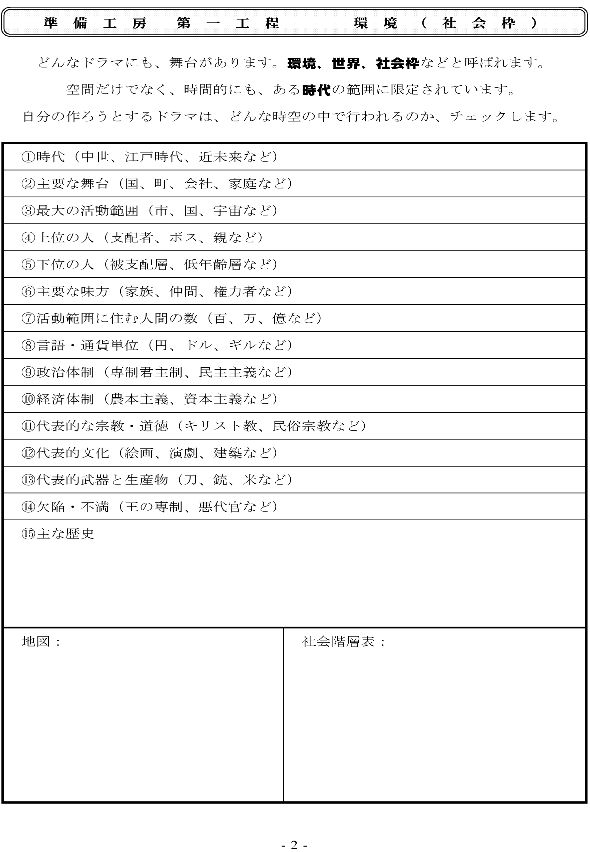 準備工房 第一工程　環境（社会枠）
どんなドラマにも、舞台があります。環境、世界、社会枠などと呼ばれます。
空間だけでなく、時間的にも、ある時代の範囲に限定されています。
自分の作ろうとするドラマは、どんな時空の中で行われるのか、チェックします。
①時代（中世、江戸時代、近未来など）
②主要な舞台（国、町、会社、家庭など）
③最大の活動範囲（市、国、宇宙など）
④上位の人（支配者、ボス、親など）
⑤下位の人（被支配層、低年齢層など）
⑥主要な味方（家族、仲間、権力者など）
⑦活動範囲に住む人間の数（百、万、億など）
⑧言語・通貨単位（円、ドル、ギルなど）
⑨政治体制（専制君主制、民主主義など）
⑩経済体制（農本主義、資本主義など）
⑪代表的な宗教・道徳（キリスト教、民俗宗教など）
⑫代表的文化（絵画、演劇、建築など）
⑬代表的武器と生産物（刀、銃、米など）
⑭欠陥・不満（王の専制、悪代官など）
⑮主な歴史
地図：
社会階層表：
- 2 -